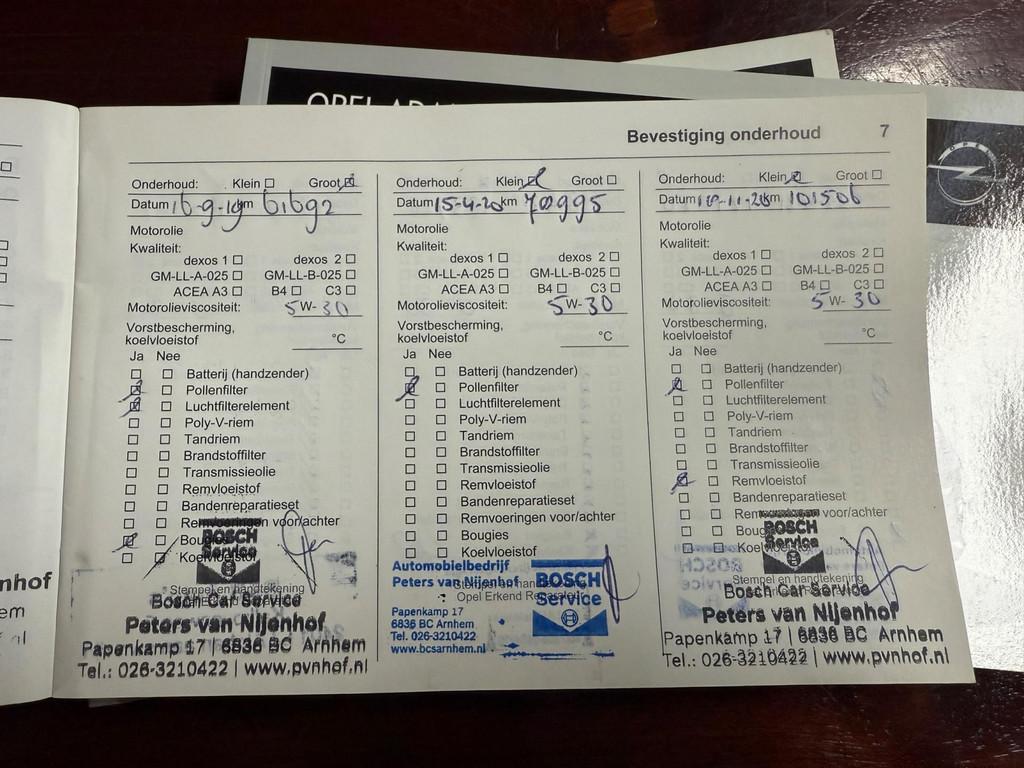 OPEL ADAM
OPEL
Bevestiging onderhoud 7
nhof
em
Onderhoud: Klein Groot
Datum 16-9-19 km 61692
Motorolie
Kwaliteit:
dexos 1 dexos 2
GM-LL-A-025 GM-LL-B-025
ACEA A3 B4 C3
Motorolieviscositeit: 5 W- 30
Vorstbescherming,
koelvloeistof °C
Ja Nee
Batterij (handzender)
Pollenfilter
Luchtfilterelement
Poly-V-riem
Tandriem
Brandstoffilter
Transmissieolie
Remvloeistof
Bandenreparatieset
Remvoeringen voor/achter
Bougies
Koelvloeistof
BOSCH
Service
Stempel en handtekening
Bosch Car Service
Peters van Nijenhof
Papenkamp 17 | 6836 BC Arnhem
Tel.: 026-3210422 | www.pvnhof.nl
Onderhoud: Klein Groot
Datum 15-4-20 km 70995
Motorolie
Kwaliteit:
dexos 1 dexos 2
GM-LL-A-025 GM-LL-B-025
ACEA A3 B4 C3
Motorolieviscositeit: 5 W- 30
Vorstbescherming,
koelvloeistof °C
Ja Nee
Batterij (handzender)
Pollenfilter
Luchtfilterelement
Poly-V-riem
Tandriem
Brandstoffilter
Transmissieolie
Remvloeistof
Bandenreparatieset
Remvoeringen voor/achter
Bougies
Koelvloeistof
Automobielbedrijf
Peters van Nijenhof
BOSCH
Service
Opel Erkend Reparateur
Papenkamp 17
6836 BC Arnhem
Tel. 026-3210422
www.bcsarnhem.nl
Onderhoud: Klein Groot
Datum km 101506
Motorolie
Kwaliteit:
dexos 1 dexos 2
GM-LL-A-025 GM-LL-B-025
ACEA A3 B4 C3
Motorolieviscositeit: 5 W- 30
Vorstbescherming,
koelvloeistof °C
Ja Nee
Batterij (handzender)
Pollenfilter
Luchtfilterelement
Poly-V-riem
Tandriem
Brandstoffilter
Transmissieolie
Remvloeistof
Bandenreparatieset
Remvoeringen voor/achter
Bougies
Koelvloeistof
BOSCH
Service
Stempel en handtekening
Bosch Car Service
Peters van Nijenhof
Papenkamp 17 | 6836 BC Arnhem
Tel.: 026-3210422 | www.pvnhof.nl